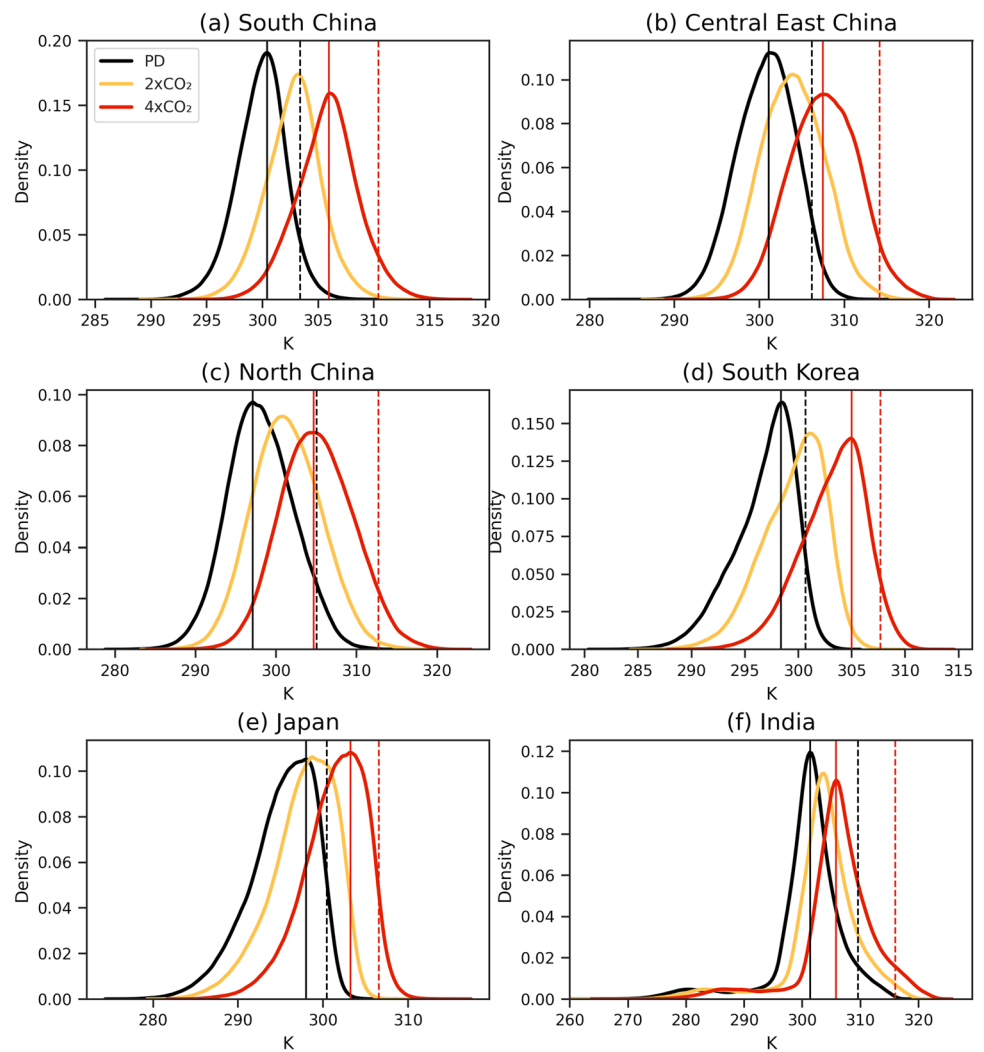 (a) South China
(b) Central East China
0.20
0.15
0.10
0.05
0.00
Density
PD
2xCO₂
4xCO₂
285 290 295 300 305 310 315 320
K
0.10
0.08
0.06
0.04
0.02
0.00
Density
280 290 300 310 320
K
(c) North China
(d) South Korea
0.10
0.08
0.06
0.04
0.02
0.00
Density
280 290 300 310 320
K
0.150
0.125
0.100
0.075
0.050
0.025
0.000
Density
280 285 290 295 300 305 310 315
K
(e) Japan
(f) India
0.10
0.08
0.06
0.04
0.02
0.00
Density
280 290 300 310
K
0.12
0.10
0.08
0.06
0.04
0.02
0.00
Density
260 270 280 290 300 310 320
K